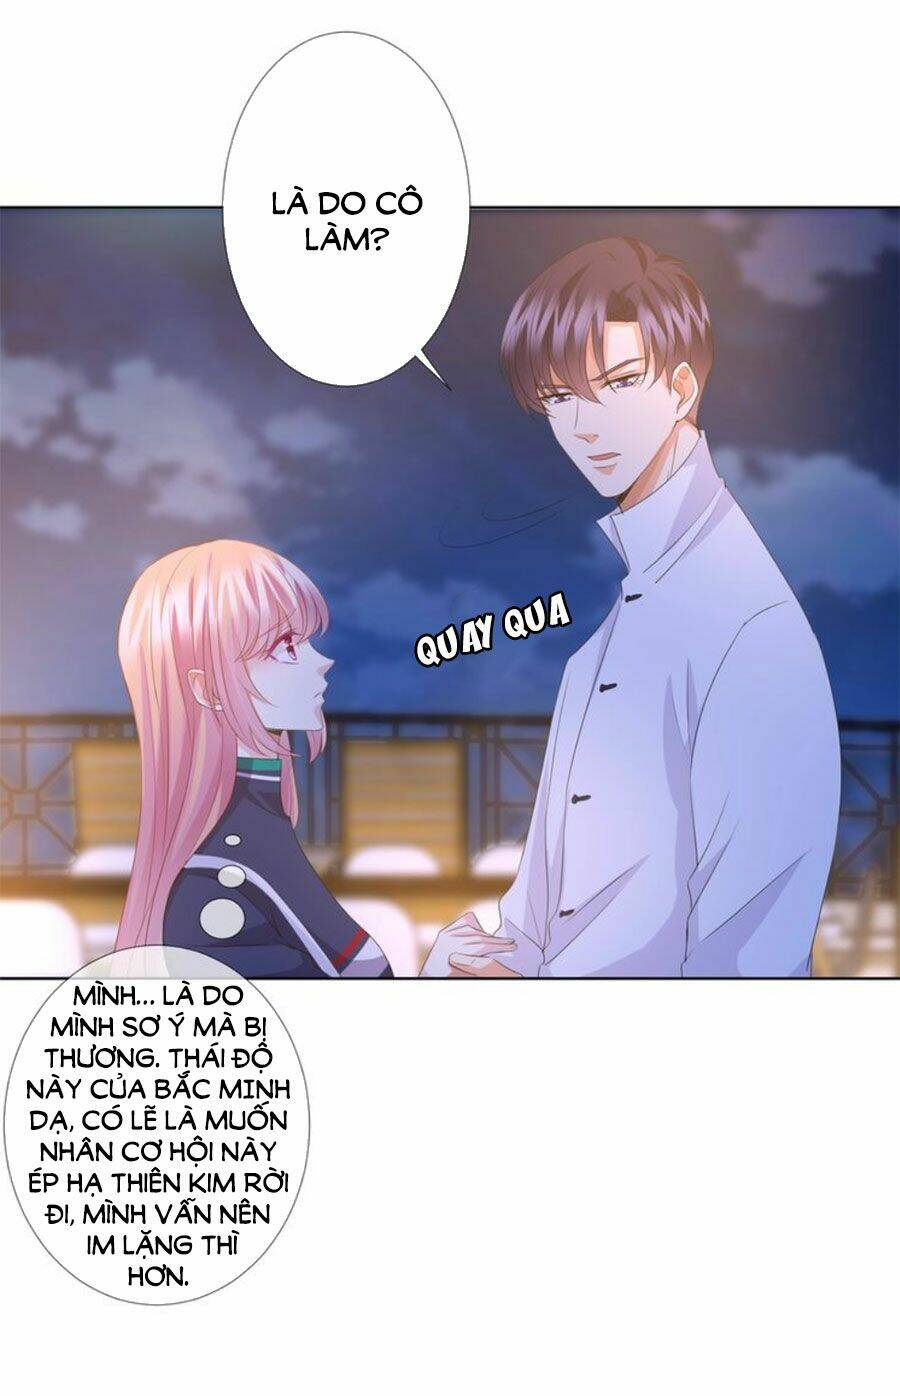 LÀ DO CÔ
LÀM?
QUAY QUA
MÌNH... LÀ DO
MÌNH SƠ Ý MÀ BỊ
THƯƠNG. THÁI ĐỘ
NÀY CỦA BẮC MINH
DẠ, CÓ LẼ LÀ MUỐN
NHÂN CƠ HỘI NÀY
ÉP HẠ THIÊN KIM RỜI
ĐI, MÌNH VẪN NÊN
IM LẶNG THÌ
HƠN.